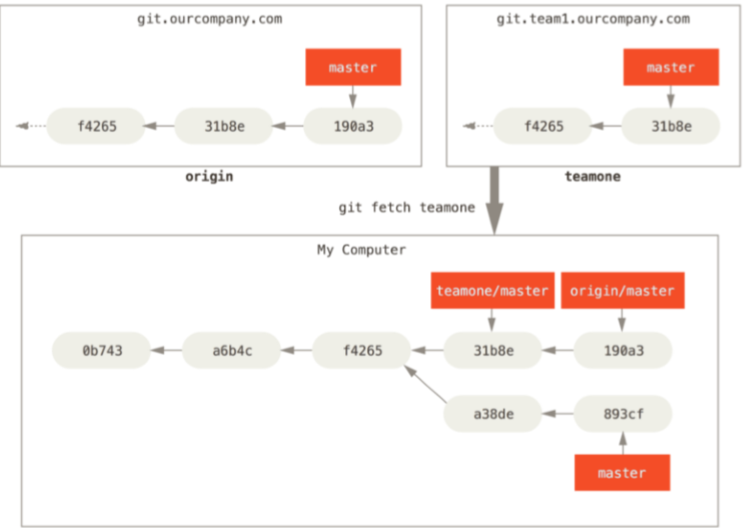 git.ourcompany.com
master
f4265
31b8e
190a3
origin
git.team1.ourcompany.com
master
f4265
31b8e
teamone
git fetch teamone
My Computer
teamone/master
origin/master
0b743
a6b4c
f4265
31b8e
190a3
a38de
893cf
master